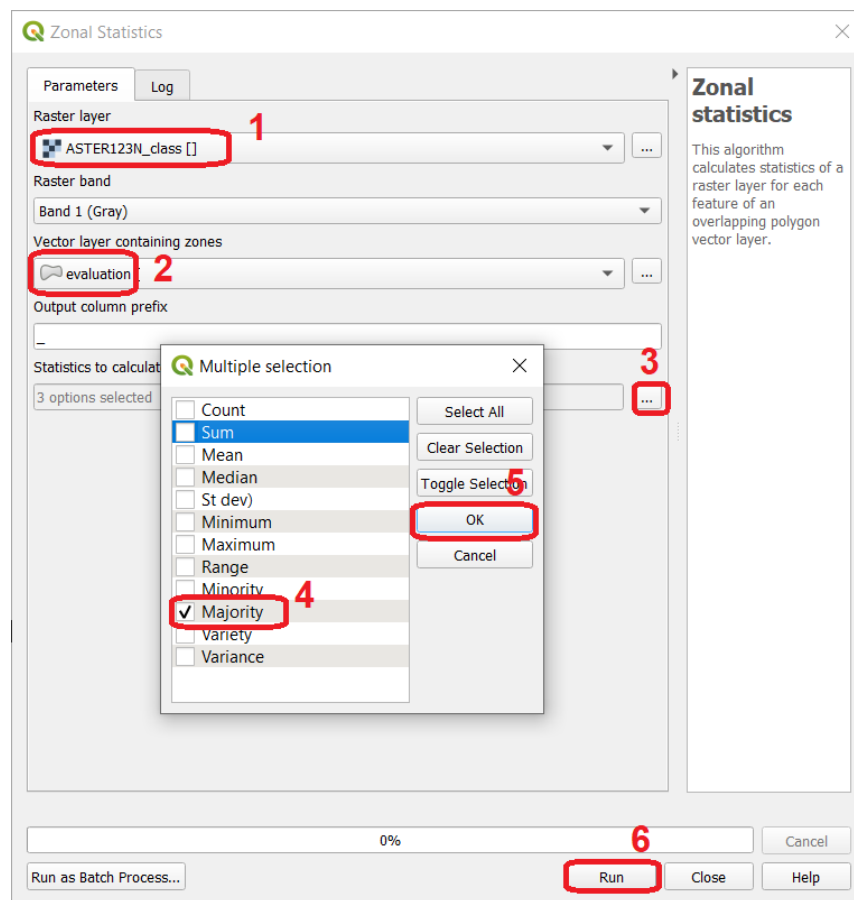 Zonal Statistics
Parameters
Log
Raster layer
1
ASTER123N_class []
...
Raster band
Band 1 (Gray)
Vector layer containing zones
evaluation
2
...
Output column prefix
_
Statistics to calculat
3 options selected
3
...
Multiple selection
Count
Sum
Mean
Median
St dev)
Minimum
Maximum
Range
Minority
Majority
Variety
Variance
4
Select All
Clear Selection
Toggle Selection
5
OK
Cancel
Zonal
statistics
This algorithm
calculates statistics of a
raster layer for each
feature of an
overlapping polygon
vector layer.
0%
6
Cancel
Run as Batch Process...
Run
Close
Help